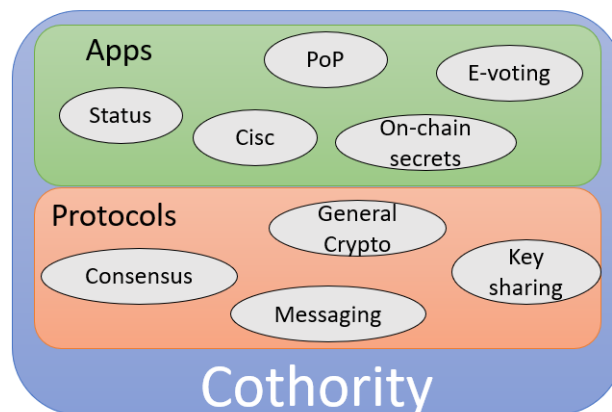 Apps
PoP
E-voting
Status
Cisc
On-chain
secrets
Protocols
General
Crypto
Consensus
Key
sharing
Messaging
Cothority